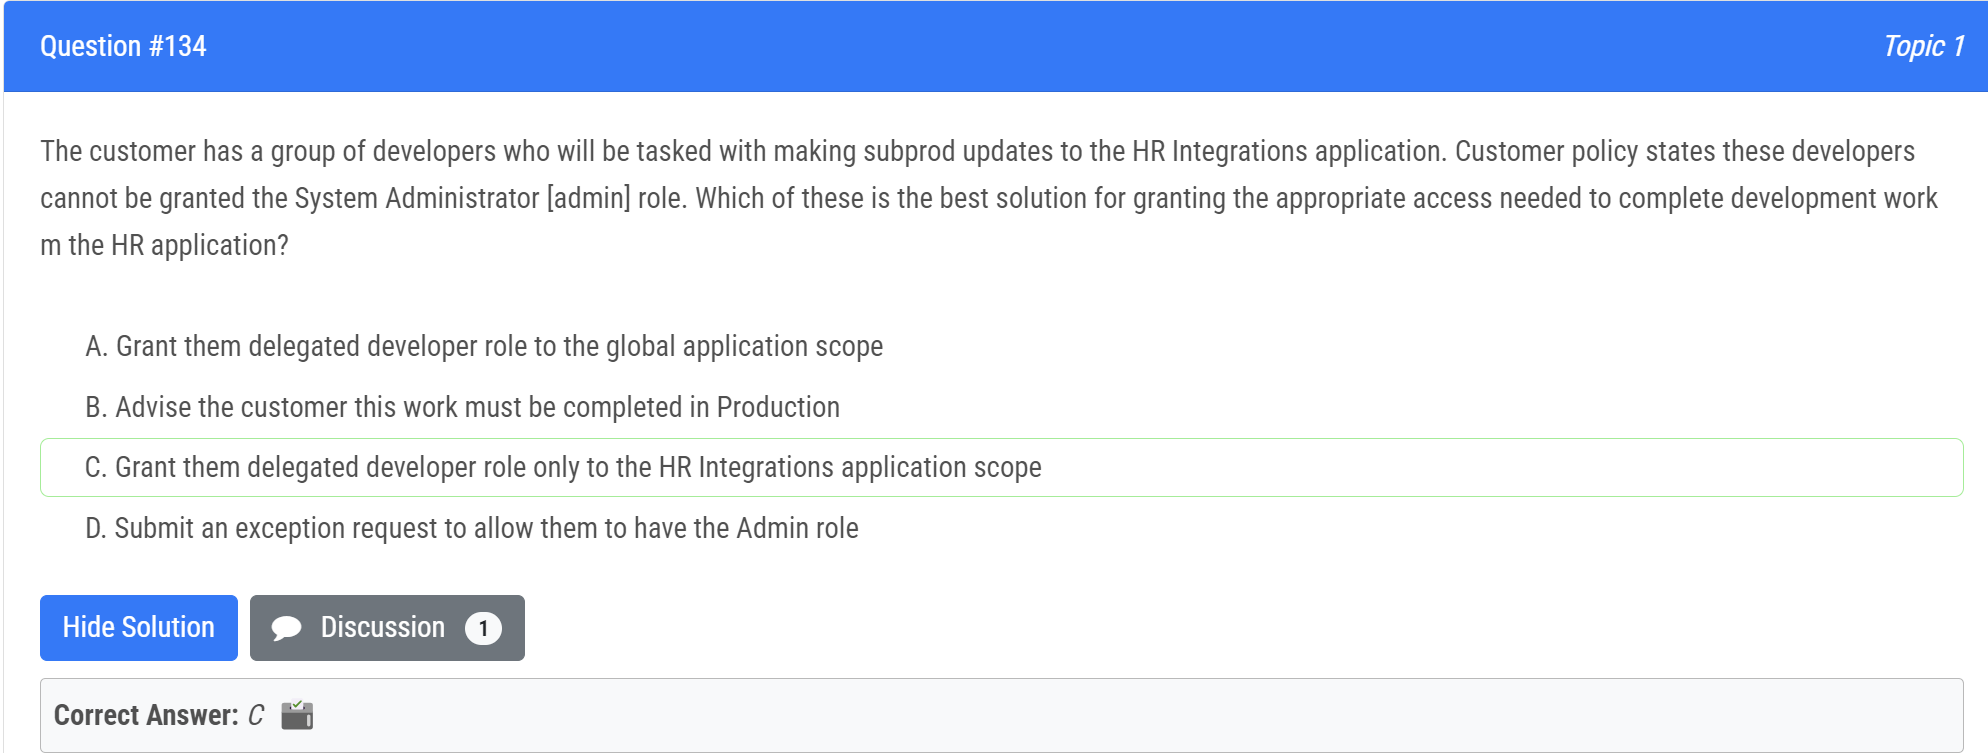 Question #134
Topic 1
The customer has a group of developers who will be tasked with making subprod updates to the HR Integrations application. Customer policy states these developers
cannot be granted the System Administrator [admin] role. Which of these is the best solution for granting the appropriate access needed to complete development work
m the HR application?
A. Grant them delegated developer role to the global application scope
B. Advise the customer this work must be completed in Production
C. Grant them delegated developer role only to the HR Integrations application scope
D. Submit an exception request to allow them to have the Admin role
Hide Solution
Discussion 1
Correct Answer: C